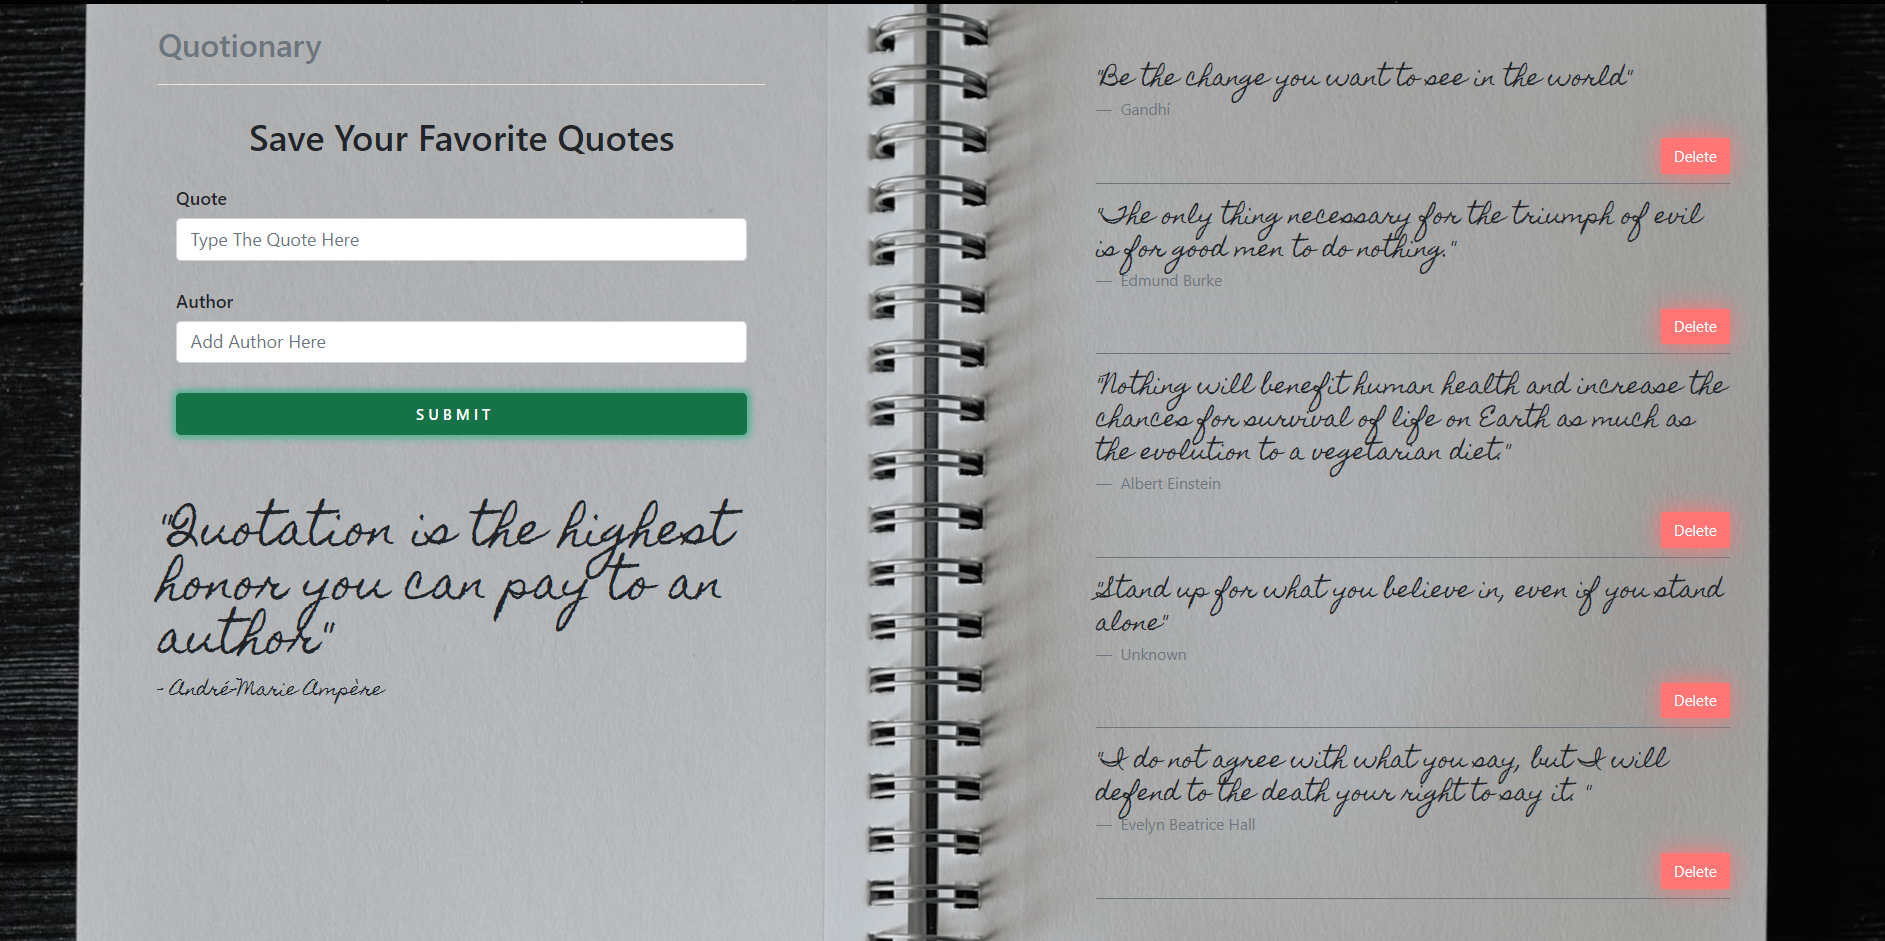 Quotionary
Save Your Favorite Quotes
Quote
Type The Quote Here
Author
Add Author Here
SUBMIT
"Quotation is the highest
honor you can pay to an
author"
- André-Marie Ampère
"Be the change you want to see in the world"
— Gandhi
Delete
"The only thing necessary for the triumph of evil
is for good men to do nothing."
— Edmund Burke
Delete
"Nothing will benefit human health and increase the
chances for survival of life on Earth as much as
the evolution to a vegetarian diet."
— Albert Einstein
Delete
"Stand up for what you believe in, even if you stand
alone"
— Unknown
Delete
"I do not agree with what you say, but I will
defend to the death your right to say it. "
— Evelyn Beatrice Hall
Delete